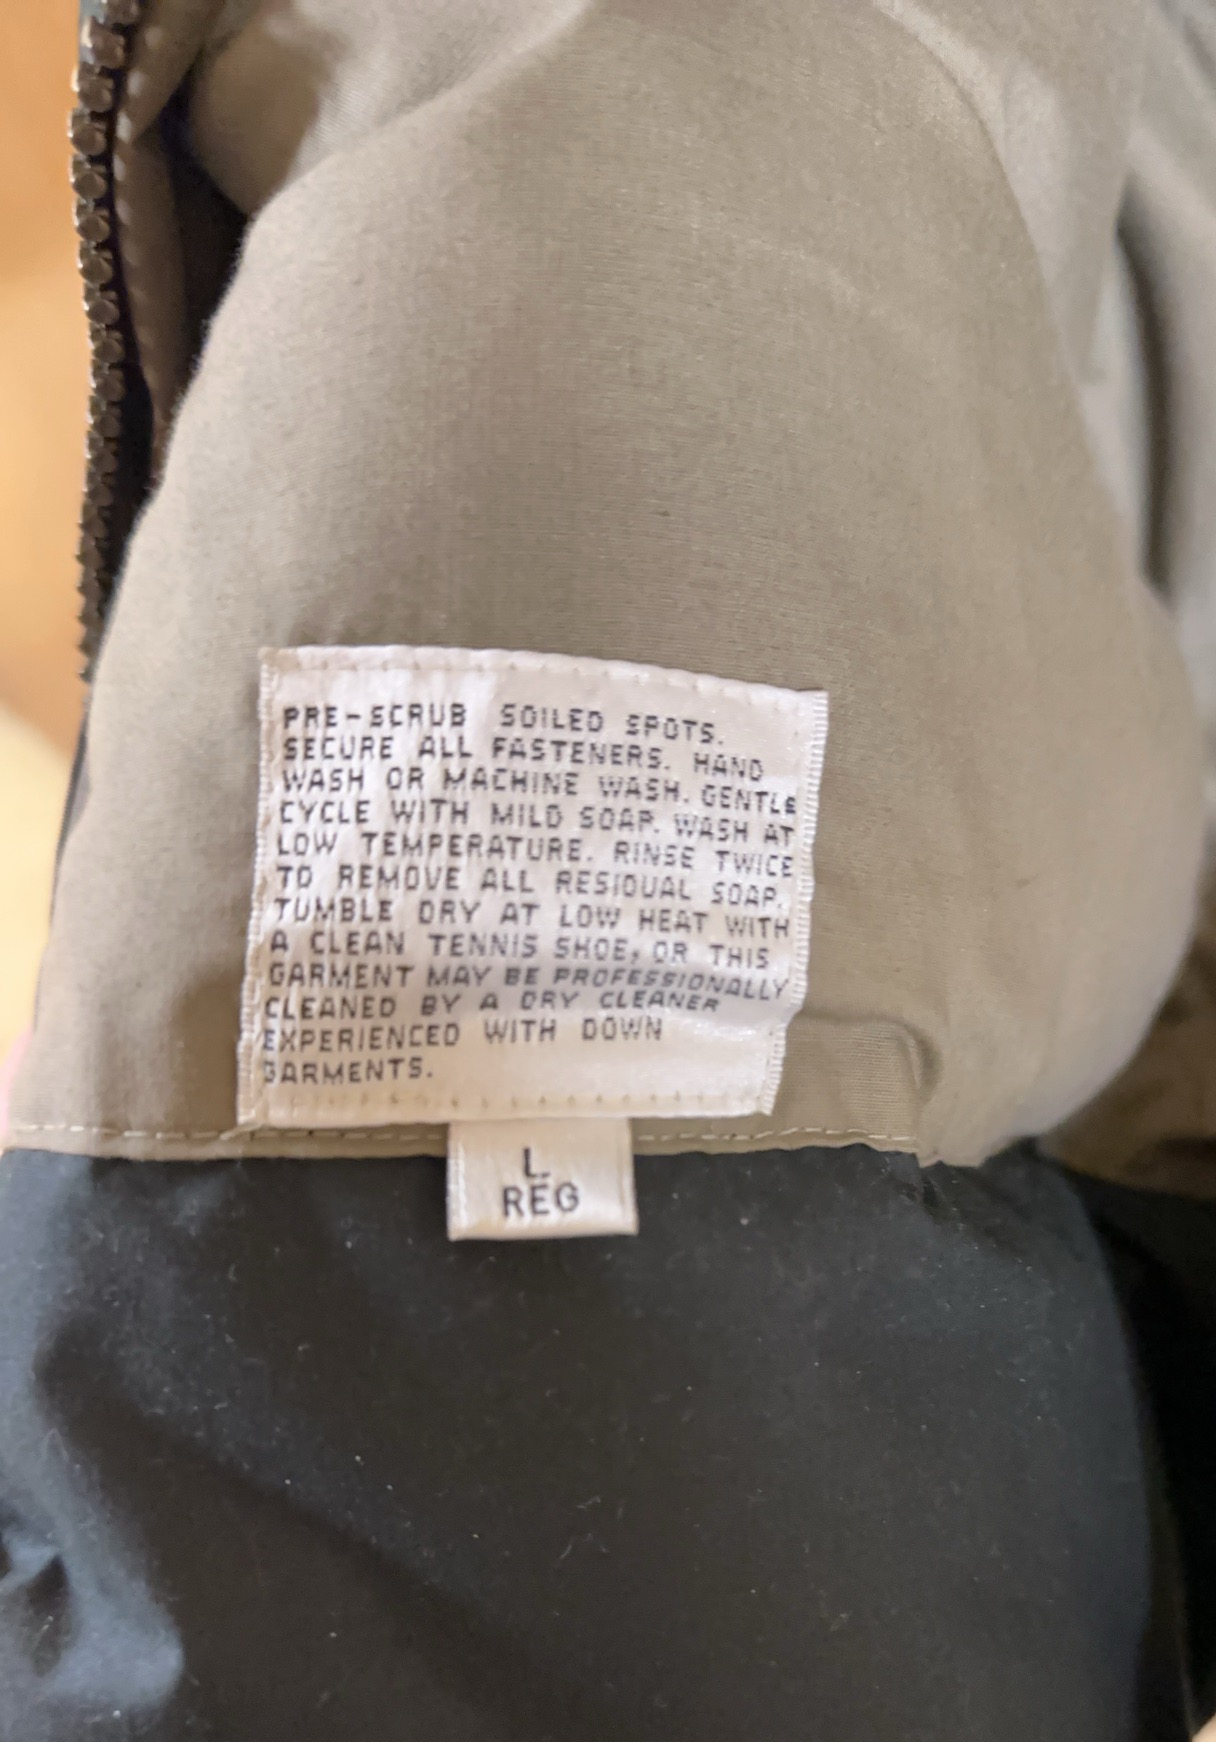 PRE-SCRUB SOILED SPOTS.
SECURE ALL FASTENERS. HAND
WASH OR MACHINE WASH. GENTLE
CYCLE WITH MILD SOAP. WASH AT
LOW TEMPERATURE. RINSE TWICE
TO REMOVE ALL RESIDUAL SOAP.
TUMBLE DRY AT LOW HEAT WITH
A CLEAN TENNIS SHOE, OR THIS
GARMENT MAY BE PROFESSIONALLY
CLEANED BY A DRY CLEANER
EXPERIENCED WITH DOWN
GARMENTS.
L
REG